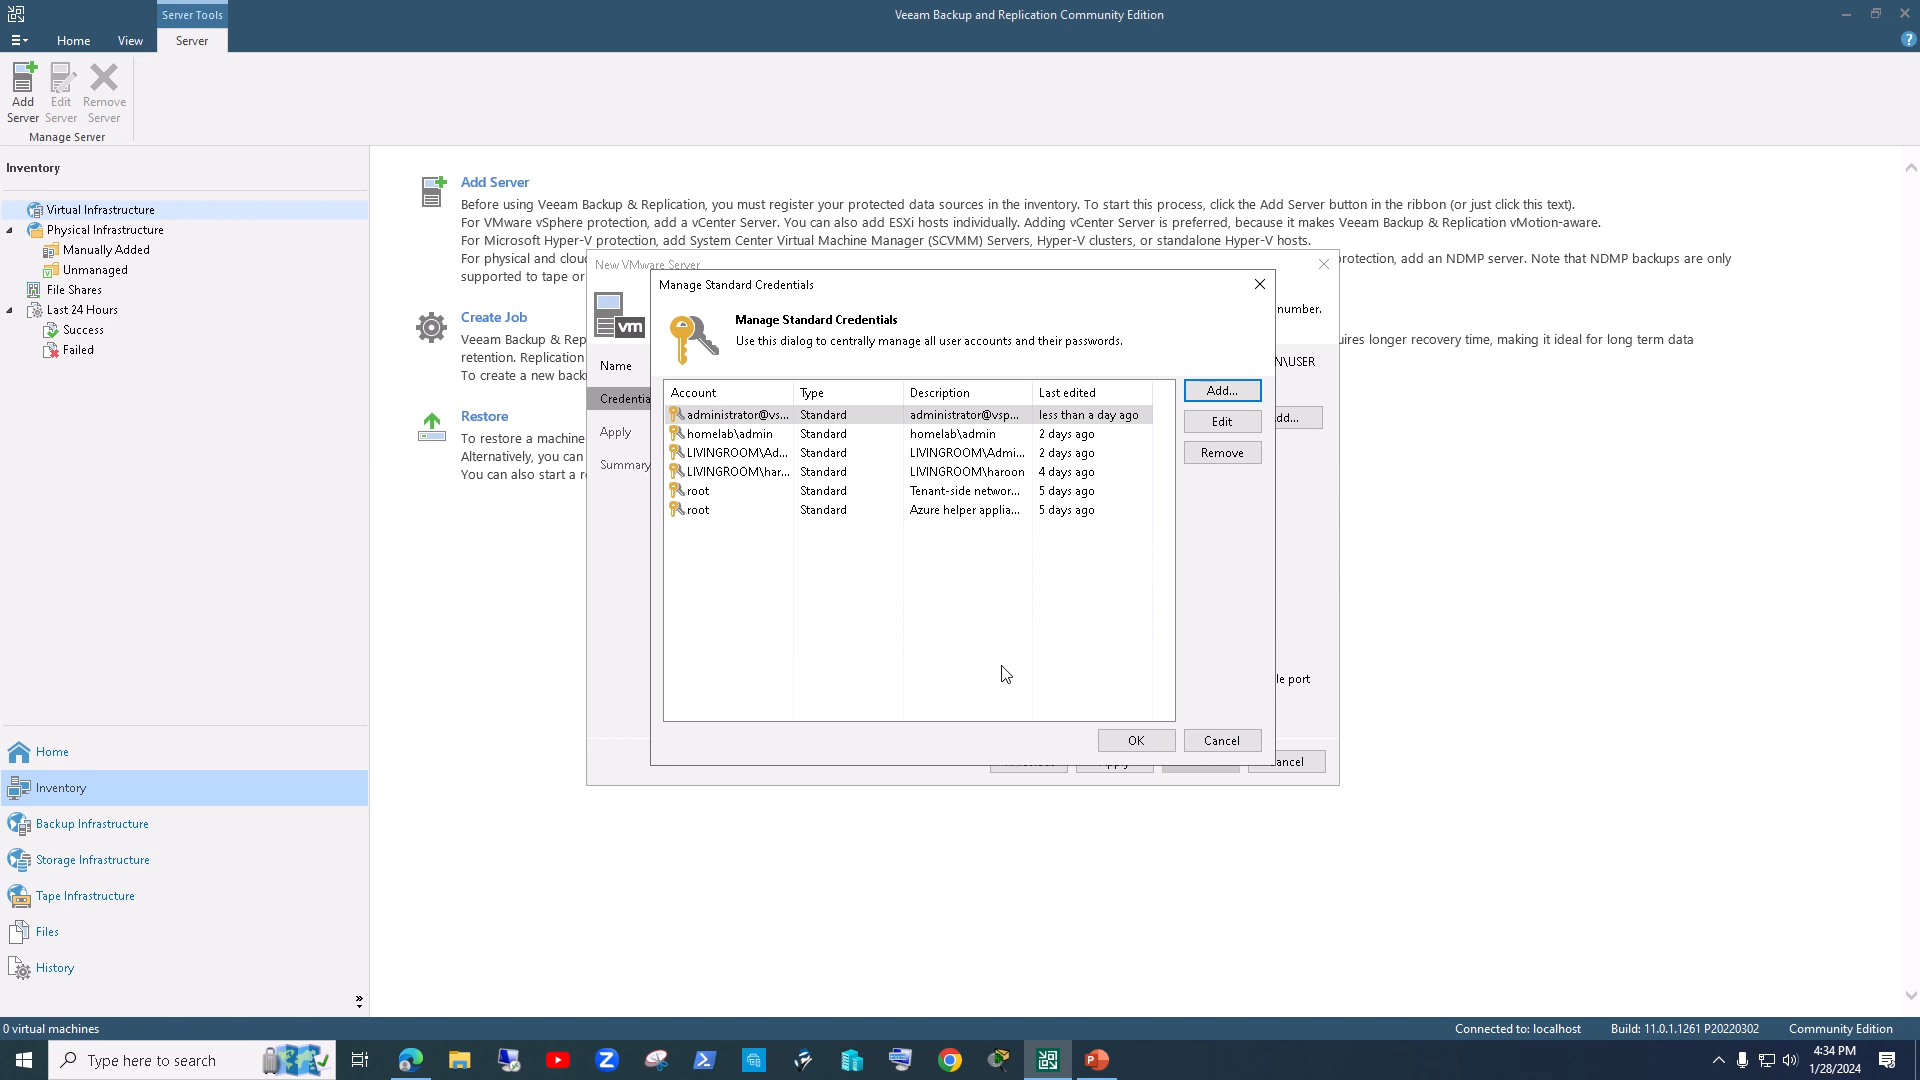 Server Tools
Veeam Backup and Replication Community Edition
Home
View
Server
Add
Server
Edit
Server
Remove
Server
Manage Server
Inventory
Virtual Infrastructure
Physical Infrastructure
Manually Added
Unmanaged
File Shares
Last 24 Hours
Success
Failed
Add Server
Before using Veeam Backup & Replication, you must register your protected data sources in the inventory. To start this process, click the Add Server button in the ribbon (or just click this text).
For VMware vSphere protection, add a vCenter Server. You can also add ESXi hosts individually. Adding vCenter Server is preferred, because it makes Veeam Backup & Replication vMotion-aware.
For Microsoft Hyper-V protection, add System Center Virtual Machine Manager (SCVMM) Servers, Hyper-V clusters, or standalone Hyper-V hosts.
For physical and clou
protection, add an NDMP server. Note that NDMP backups are only
supported to tape or
Create Job
Veeam Backup & Rep
uires longer recovery time, making it ideal for long term data
retention. Replication
To create a new back
Restore
To restore a machine
Alternatively, you can
You can also start a r
New VMware Server
number.
vm
Name
N\USER
Credentia
dd...
Apply
Summary
le port
Apply
ancel
Manage Standard Credentials
Manage Standard Credentials
Use this dialog to centrally manage all user accounts and their passwords.
Account Type Description Last edited
administrator@vs... Standard administrator@vsp... less than a day ago
homelab\admin Standard homelab\admin 2 days ago
LIVINGROOM\Ad... Standard LIVINGROOM\Admi... 2 days ago
LIVINGROOM\har... Standard LIVINGROOM\haroon 4 days ago
root Standard Tenant-side networ... 5 days ago
root Standard Azure helper applia... 5 days ago
Add...
Edit
Remove
OK
Cancel
Home
Inventory
Backup Infrastructure
Storage Infrastructure
Tape Infrastructure
Files
History
0 virtual machines
Connected to: localhost
Build: 11.0.1.1261 P20220302
Community Edition
Type here to search
4:34 PM
1/28/2024